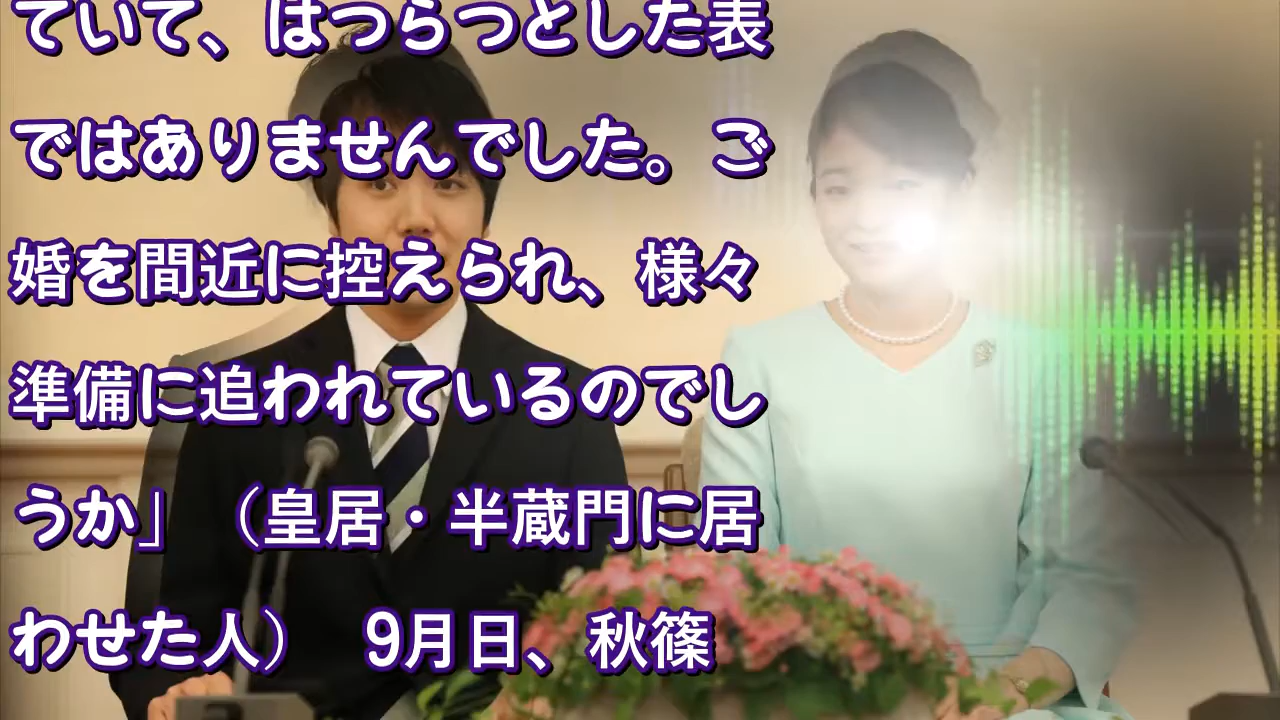 ていて、はつらつとした表
ではありませんでした。ご
婚を間近に控えられ、様々
準備に追われているのでし
うか」（皇居・半蔵門に居
わせた人） 9月日、秋篠